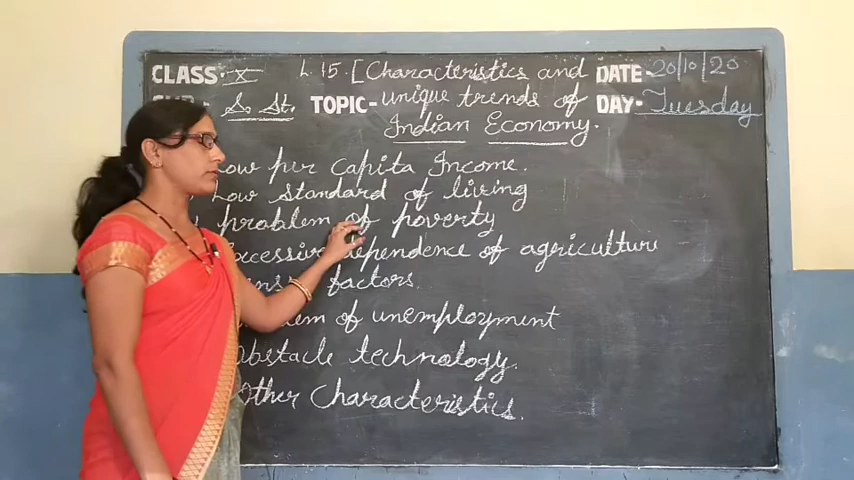 CLASS- X L.15. [Characteristics and DATE- 20/10/20
S. St. TOPIC- unique trends of DAY- Tuesday
Indian Economy.
Low per capita Income.
Low standard of living
problem of poverty
dependence of agriculture
factors.
of unemployment
Obstacle technology.
Other Characteristics.